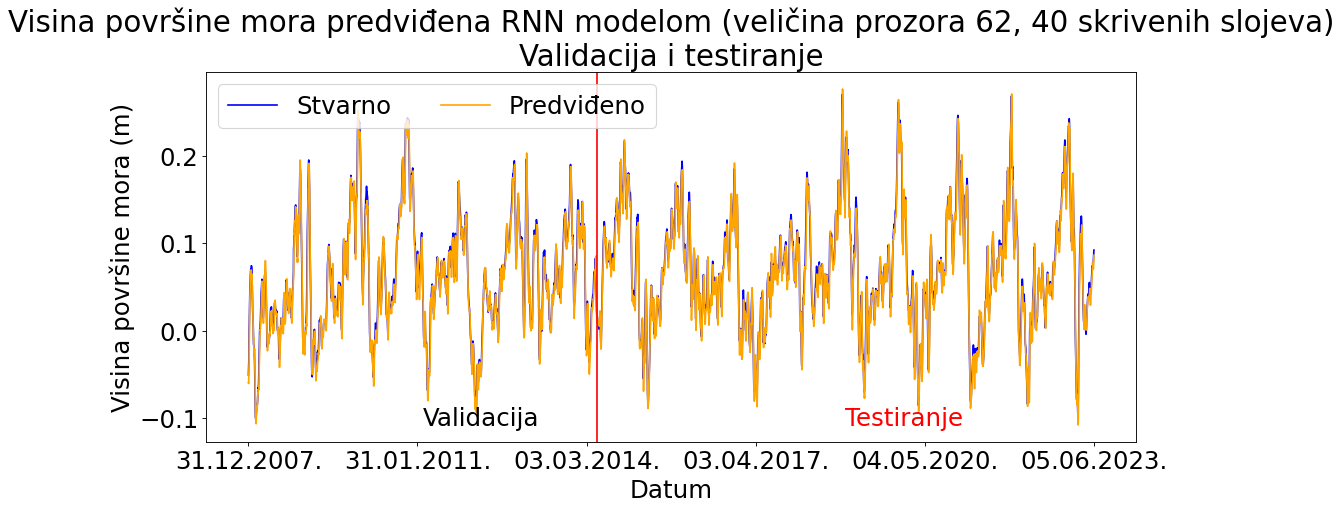 Visina površine mora predviđena RNN modelom (veličina prozora 62, 40 skrivenih slojeva)
Validacija i testiranje
Stvarno
Predviđeno
Visina površine mora (m)
0.2
0.1
0.0
−0.1
Validacija
Testiranje
31.12.2007.
31.01.2011.
03.03.2014.
03.04.2017.
04.05.2020.
05.06.2023.
Datum